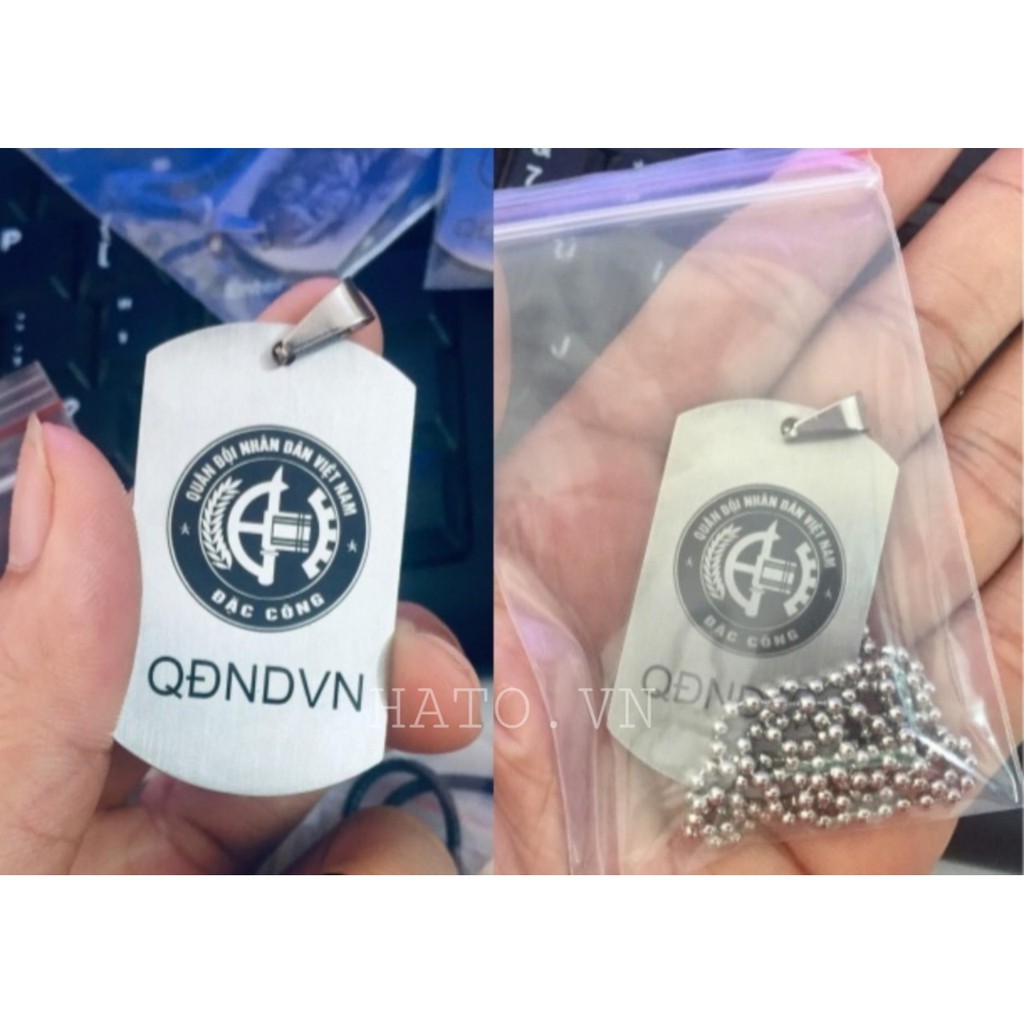 QUÂN ĐỘI NHÂN DÂN VIỆT NAM
ĐẶC CÔNG
QĐNDVN
QUÂN ĐỘI NHÂN DÂN VIỆT NAM
ĐẶC CÔNG
QĐND
HATO.VN